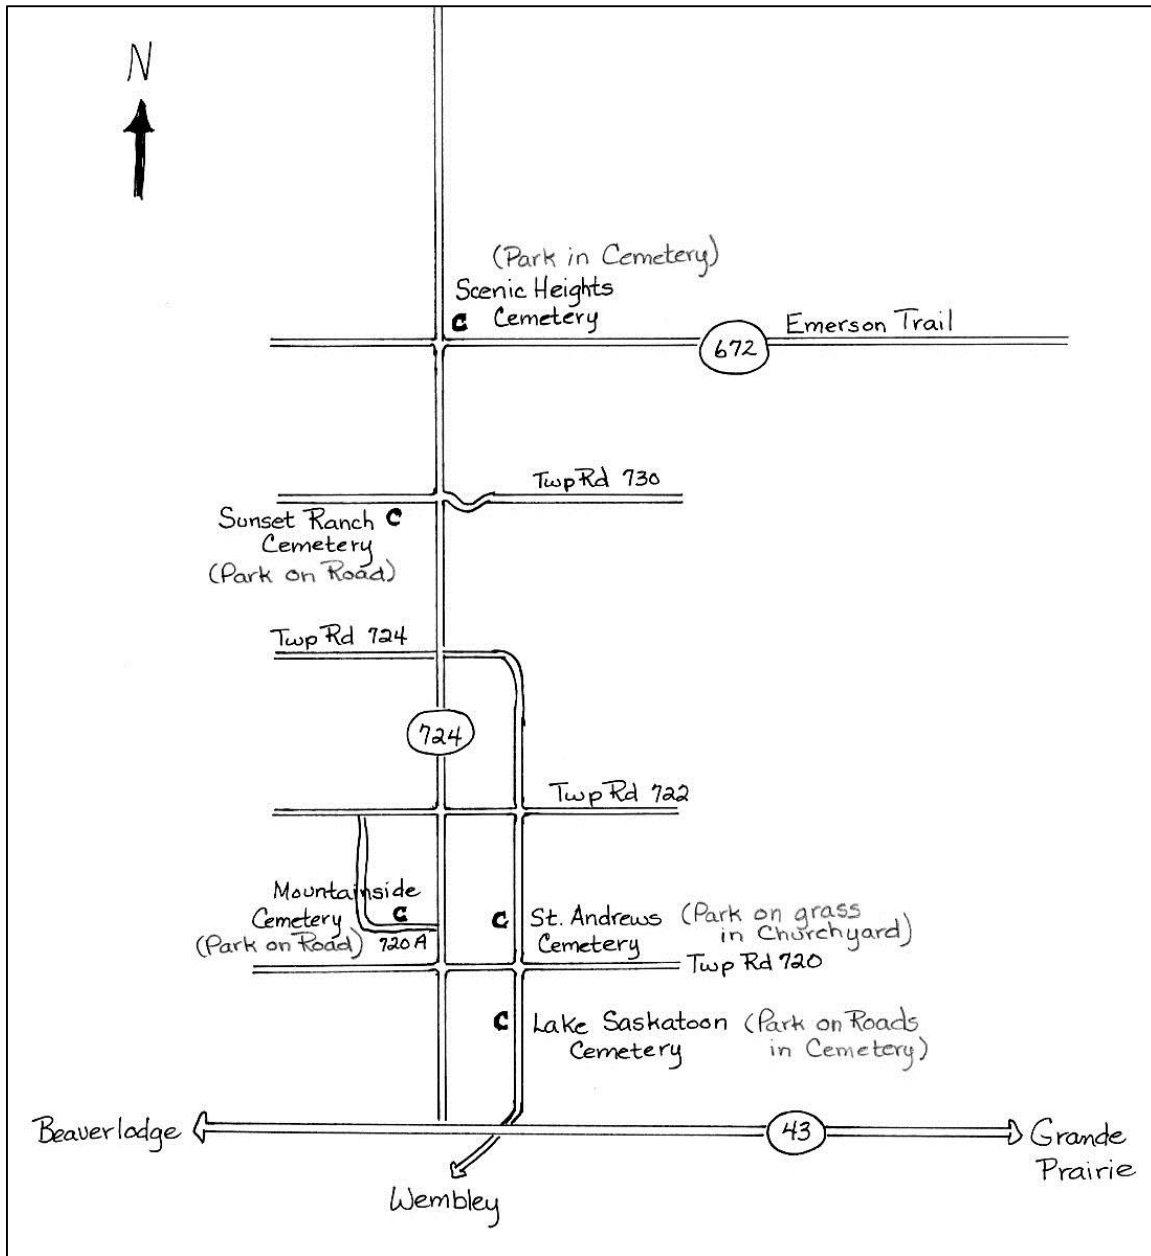 N
(Park in Cemetery)
Scenic Heights
C Cemetery
Emerson Trail
672
Twp Rd 730
Sunset Ranch C
Cemetery
(Park on Road)
Twp Rd 724
724
Twp Rd 722
Mountainside
Cemetery C
(Park on Road) 720A
C St. Andrews (Park on grass
Cemetery in Churchyard)
Twp Rd 720
C Lake Saskatoon (Park on Roads
Cemetery in Cemetery)
Beaverlodge
43
Grande
Prairie
Wembley